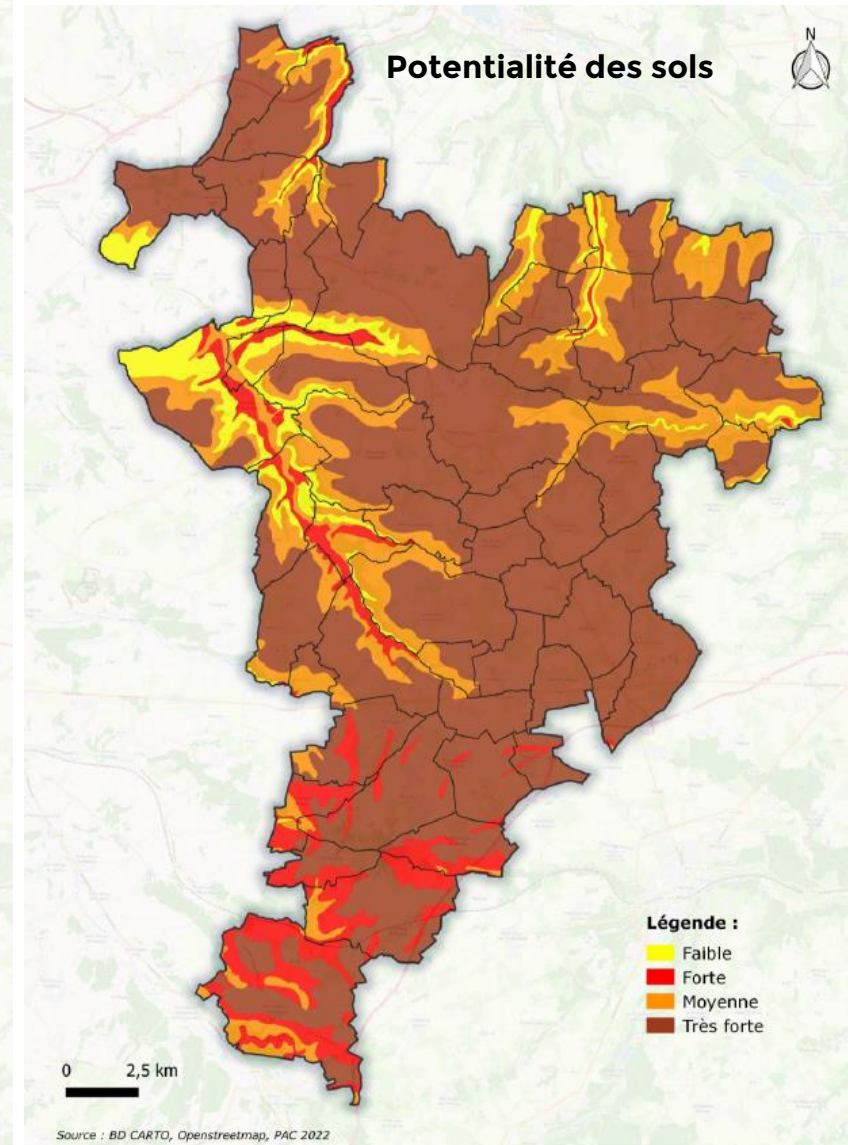 Potentialité des sols
N
Légende :
Faible
Forte
Moyenne
Très forte
0 2,5 km
Source : BD CARTO, Openstreetmap, PAC 2022